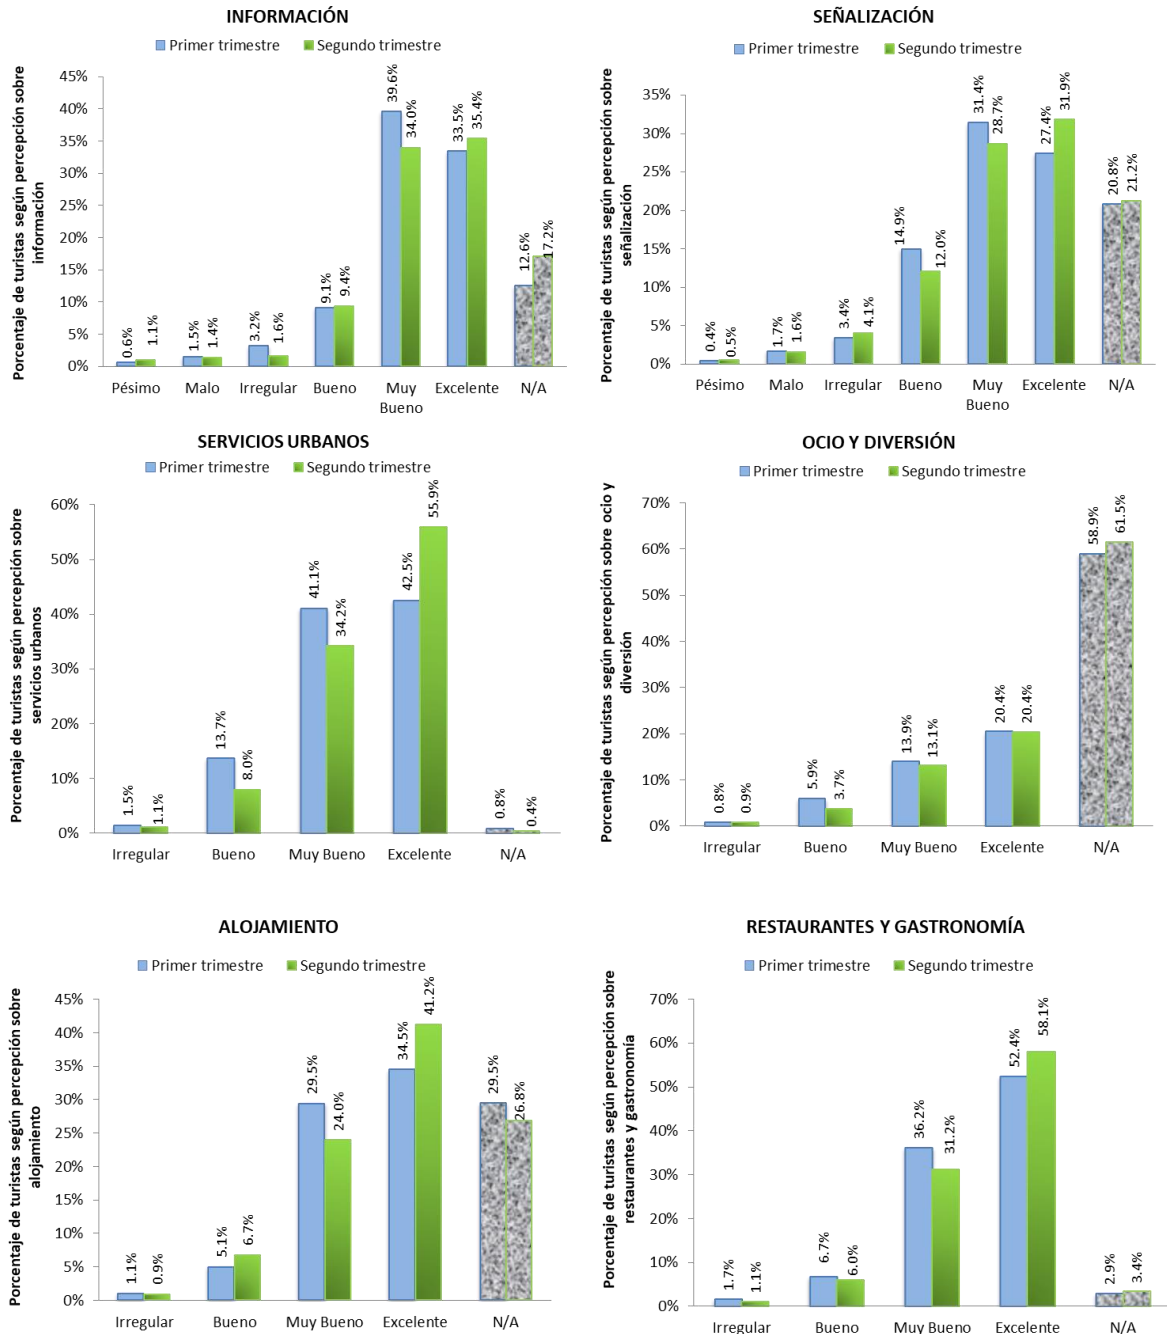 INFORMACIÓN
Primer trimestre Segundo trimestre
Porcentaje de turistas según percepción sobre
información
45%
40%
35%
30%
25%
20%
15%
10%
5%
0%
0.6% 1.1% 1.5% 1.4% 3.2% 1.6% 9.1% 9.4% 39.6% 34.0% 33.5% 35.4% 12.6% 17.2%
Pésimo Malo Irregular Bueno Muy Bueno Excelente N/A
SEÑALIZACIÓN
Primer trimestre Segundo trimestre
Porcentaje de turistas según percepción sobre
señalización
35%
30%
25%
20%
15%
10%
5%
0%
0.4% 0.5% 1.7% 1.6% 3.4% 4.1% 14.9% 12.0% 31.4% 28.7% 27.4% 31.9% 20.8% 21.2%
Pésimo Malo Irregular Bueno Muy Bueno Excelente N/A
SERVICIOS URBANOS
Primer trimestre Segundo trimestre
Porcentaje de turistas según percepción sobre
servicios urbanos
60%
50%
40%
30%
20%
10%
0%
1.5% 1.1% 13.7% 8.0% 41.1% 34.2% 42.5% 55.9% 0.8% 0.4%
Irregular Bueno Muy Bueno Excelente N/A
OCIO Y DIVERSIÓN
Primer trimestre Segundo trimestre
Porcentaje de turistas según percepción sobre ocio y
diversión
70%
60%
50%
40%
30%
20%
10%
0%
0.8% 0.9% 5.9% 3.7% 13.9% 13.1% 20.4% 20.4% 58.9% 61.5%
Irregular Bueno Muy Bueno Excelente N/A
ALOJAMIENTO
Primer trimestre Segundo trimestre
Porcentaje de turistas según percepción sobre
alojamiento
45%
40%
35%
30%
25%
20%
15%
10%
5%
0%
1.1% 0.9% 5.1% 6.7% 29.5% 24.0% 34.5% 41.2% 29.5% 26.8%
Irregular Bueno Muy Bueno Excelente N/A
RESTAURANTES Y GASTRONOMÍA
Primer trimestre Segundo trimestre
Porcentaje de turistas según percepción sobre
restaurantes y gastronomía
70%
60%
50%
40%
30%
20%
10%
0%
1.7% 1.1% 6.7% 6.0% 36.2% 31.2% 52.4% 58.1% 2.9% 3.4%
Irregular Bueno Muy Bueno Excelente N/A